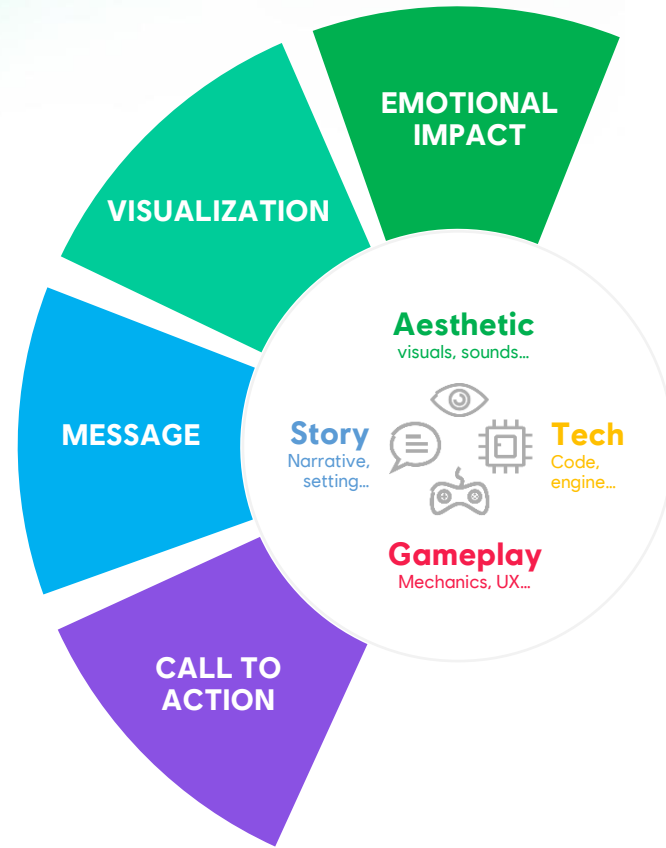 EMOTIONAL
IMPACT
VISUALIZATION
MESSAGE
CALL TO
ACTION
Aesthetic
visuals, sounds...
Story
Narrative,
setting...
Tech
Code,
engine...
Gameplay
Mechanics, UX...